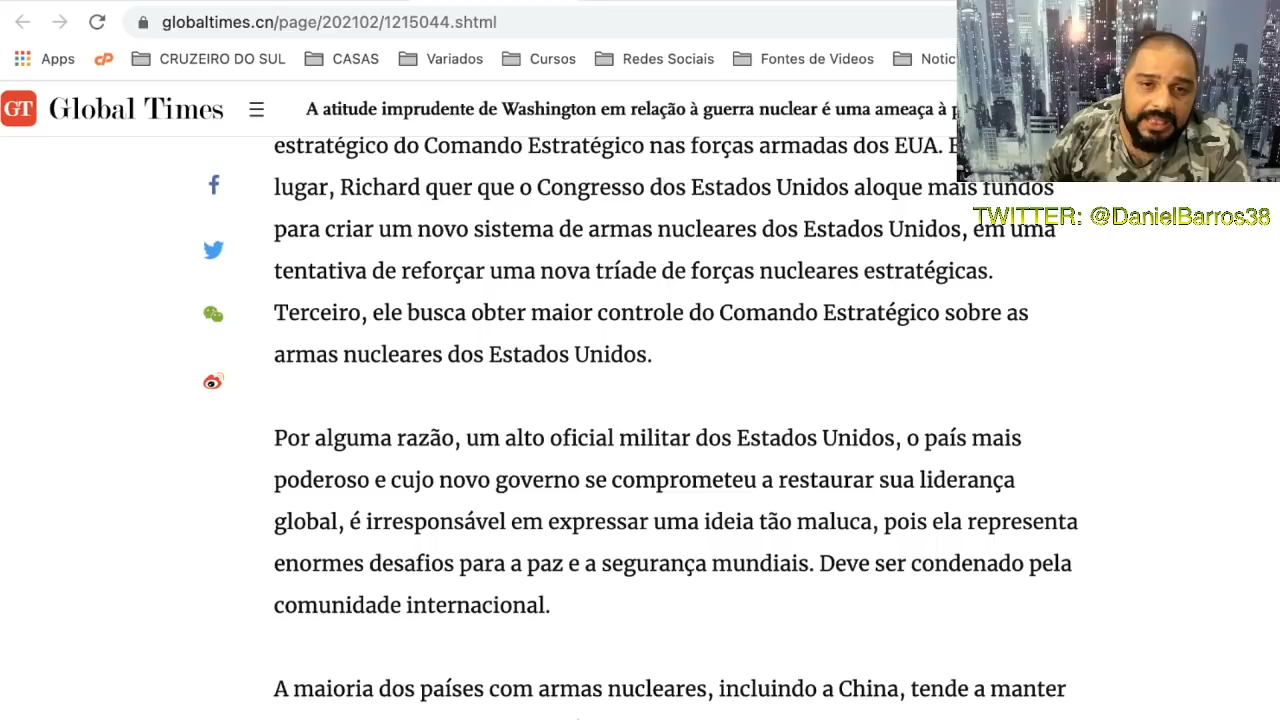 globaltimes.cn/page/202102/1215044.shtml
Apps
CRUZEIRO DO SUL
CASAS
Variados
Cursos
Redes Sociais
Fontes de Videos
GT Global Times
A atitude imprudente de Washington em relação à guerra nuclear é uma ameaça à
estratégico do Comando Estratégico nas forças armadas dos EUA.
lugar, Richard quer que o Congresso dos Estados Unidos aloque mais fundos
TWITTER: @DanielBarros38
para criar um novo sistema de armas nucleares dos Estados Unidos, em uma
tentativa de reforçar uma nova tríade de forças nucleares estratégicas.
Terceiro, ele busca obter maior controle do Comando Estratégico sobre as
armas nucleares dos Estados Unidos.
Por alguma razão, um alto oficial militar dos Estados Unidos, o país mais
poderoso e cujo novo governo se comprometeu a restaurar sua liderança
global, é irresponsável em expressar uma ideia tão maluca, pois ela representa
enormes desafios para a paz e a segurança mundiais. Deve ser condenado pela
comunidade internacional.
A maioria dos países com armas nucleares, incluindo a China, tende a manter